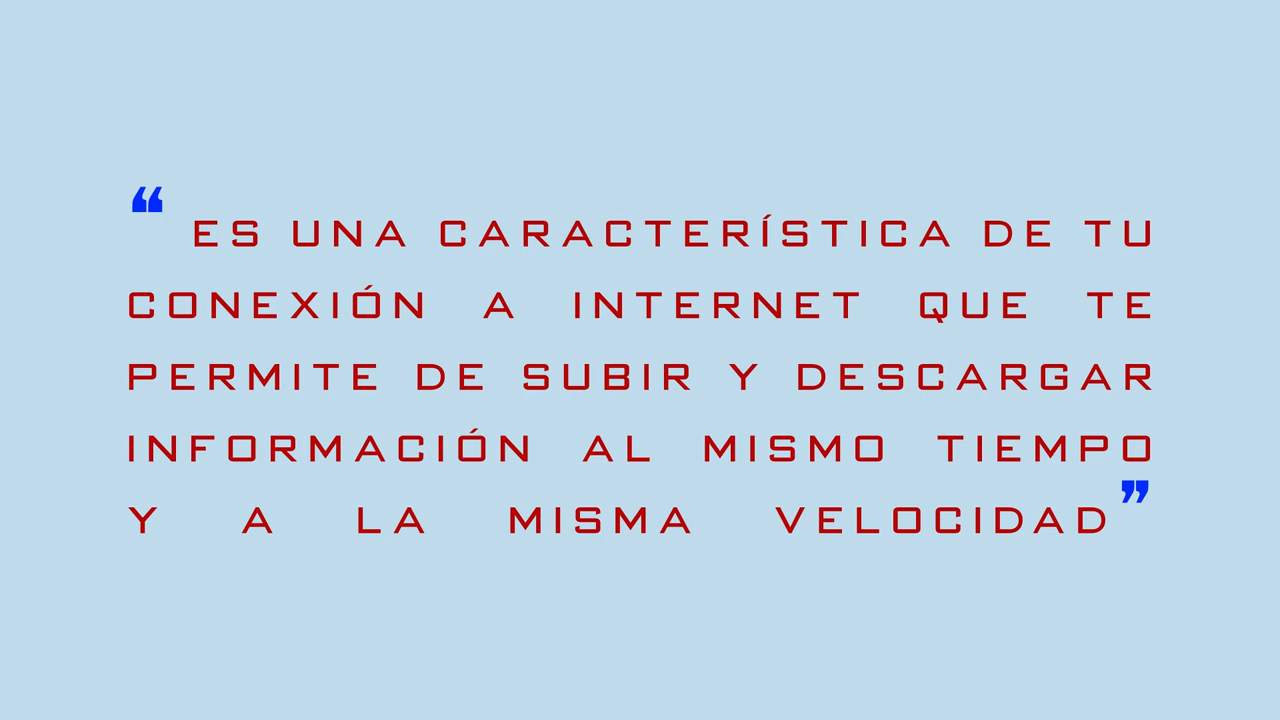 ❝ ES UNA CARACTERÍSTICA DE TU
CONEXIÓN A INTERNET QUE TE
PERMITE DE SUBIR Y DESCARGAR
INFORMACIÓN AL MISMO TIEMPO
Y A LA MISMA VELOCIDAD❞